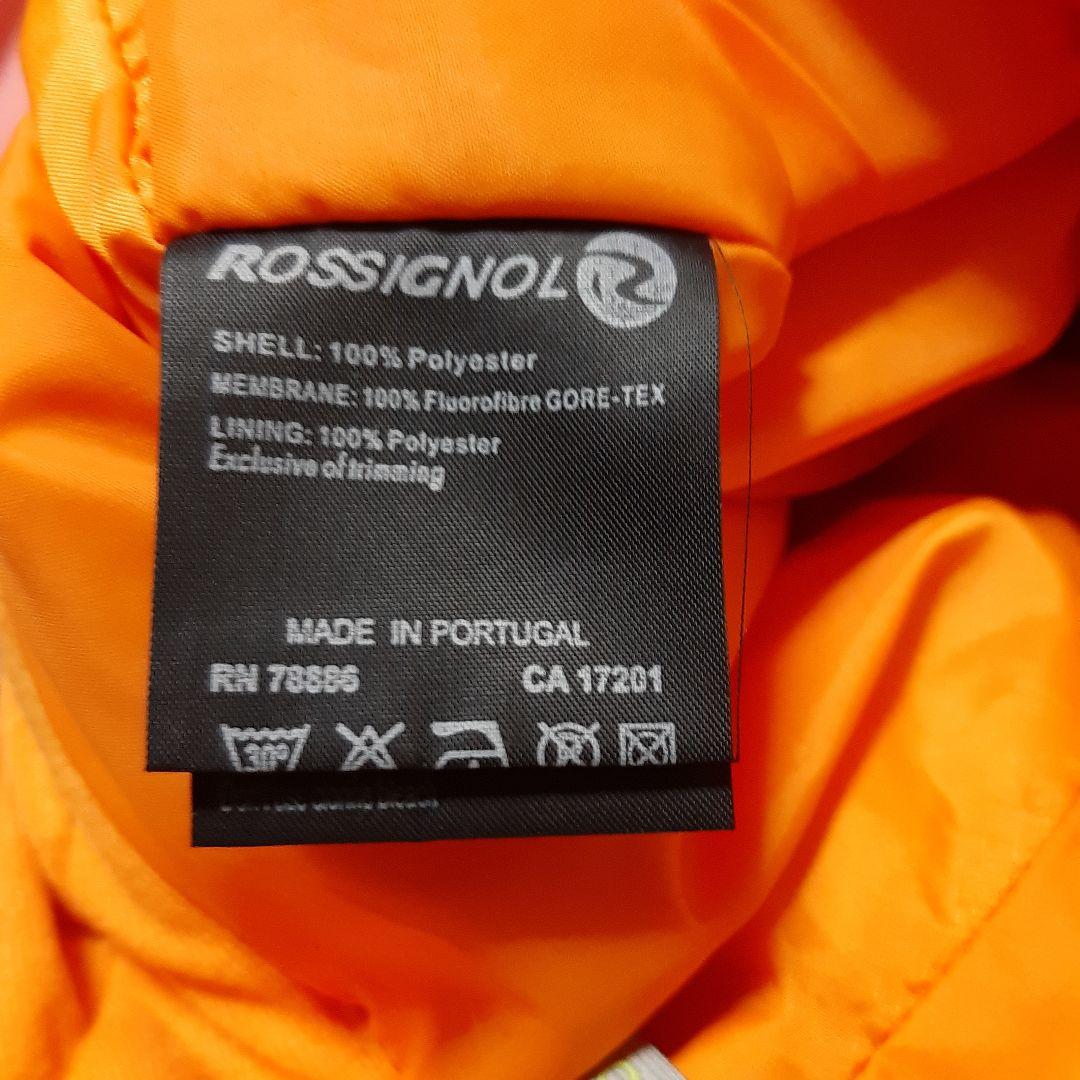 ROSSIGNOL
SHELL: 100% Polyester
MEMBRANE: 100% Fluorofibre GORE-TEX
LINING: 100% Polyester
Exclusive of trimming
MADE IN PORTUGAL
RN 78886 CA 17201
30°